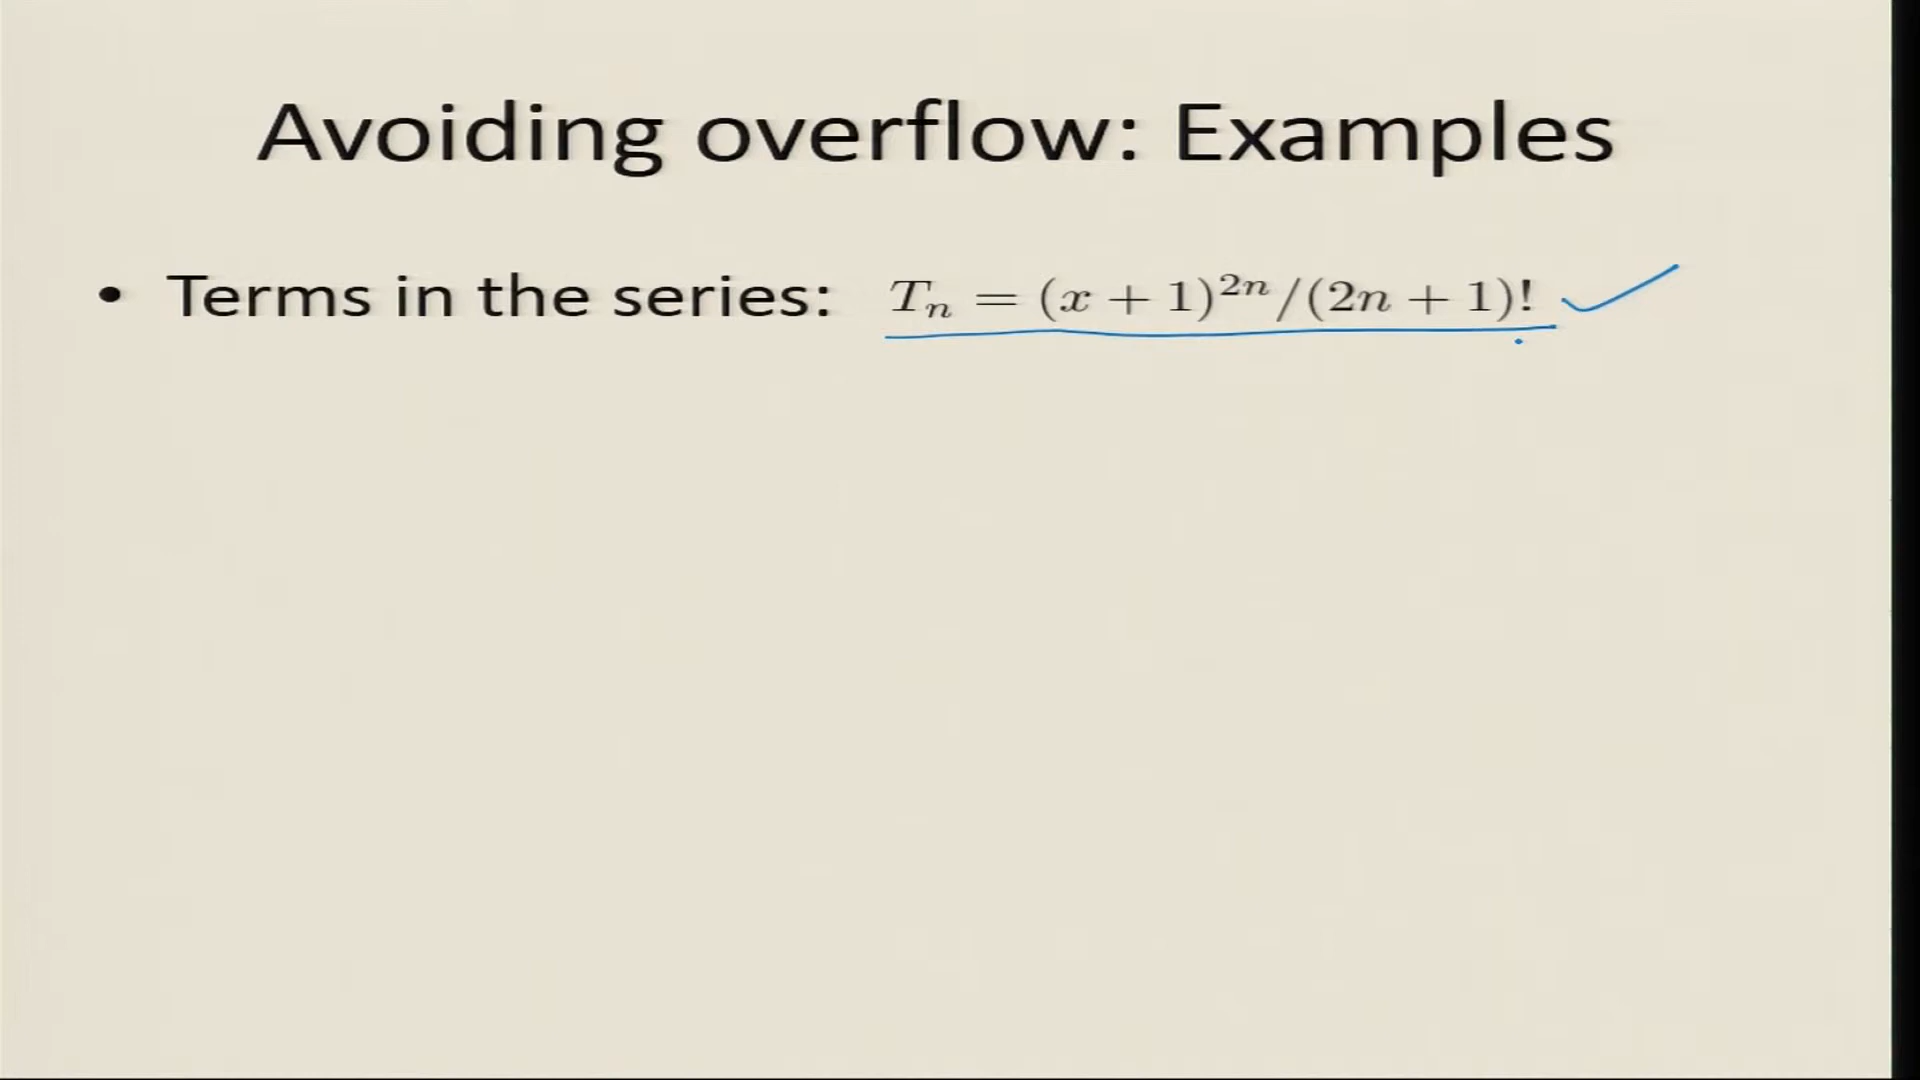 Avoiding overflow: Examples
• Terms in the series: $T_n = (x + 1)^{2n}/(2n + 1)!$